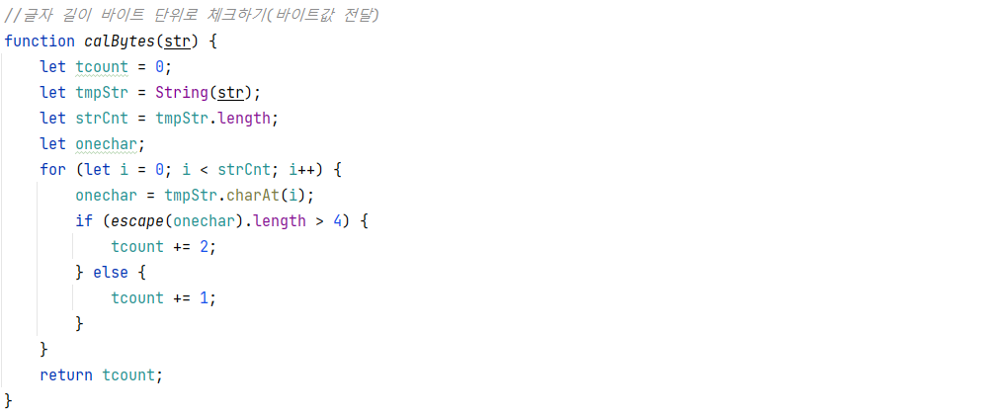 //글자 길이 바이트 단위로 체크하기(바이트값 전달)
function calBytes(str) {
    let tcount = 0;
    let tmpStr = String(str);
    let strCnt = tmpStr.length;
    let onechar;
    for (let i = 0; i < strCnt; i++) {
        onechar = tmpStr.charAt(i);
        if (escape(onechar).length > 4) {
            tcount += 2;
        } else {
            tcount += 1;
        }
    }
    return tcount;
}